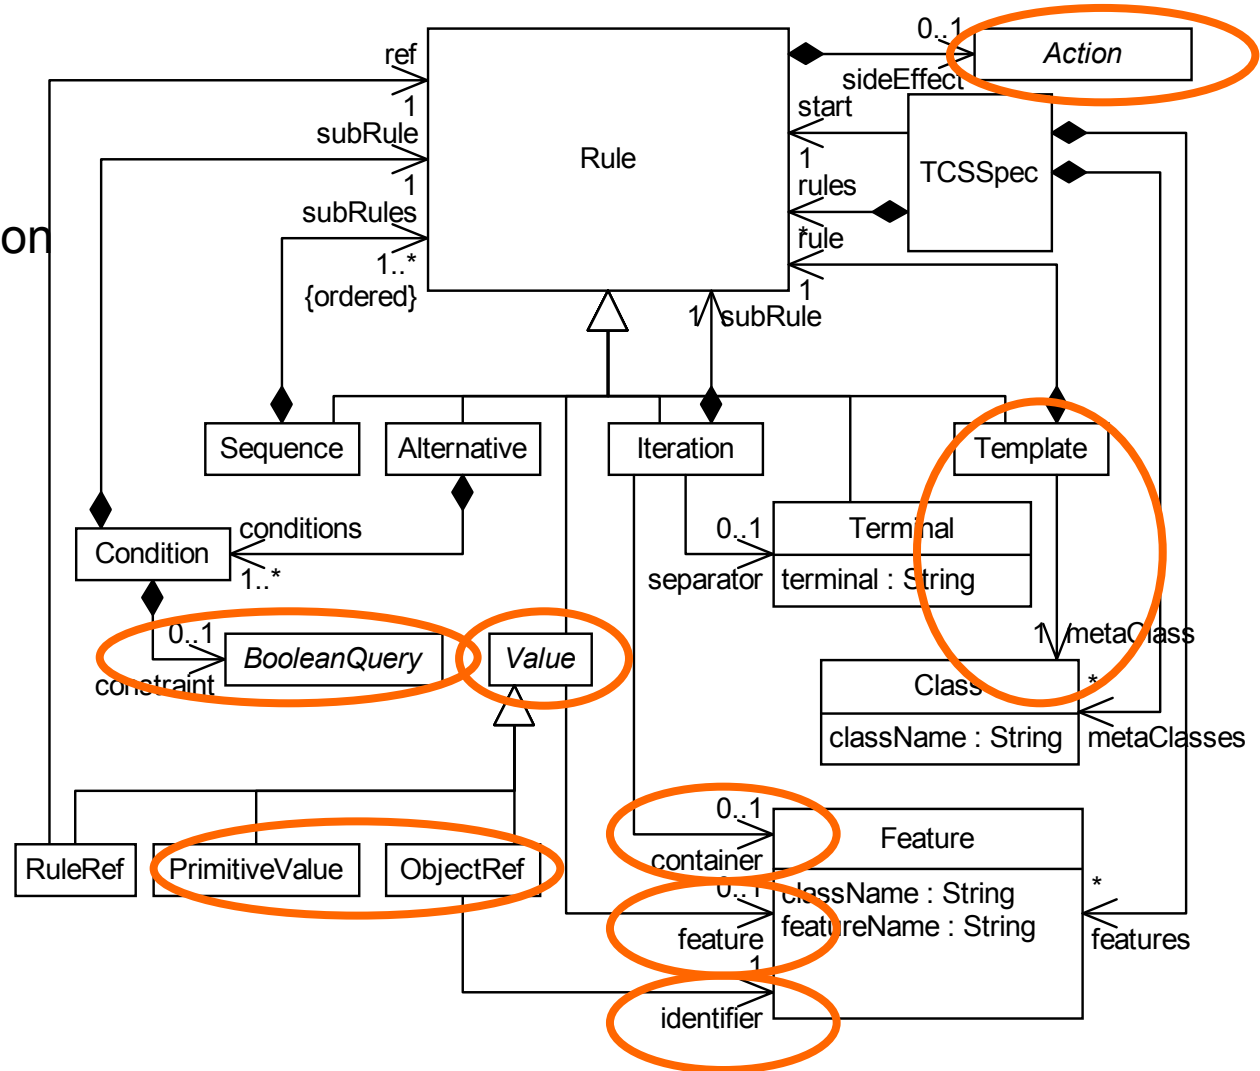 0..1
ref
Action
sideEffect
1
start
subRule
Rule
1
TCSSpec
1
rules
subRules
on
*
rule
1..*
1
{ordered}
1
subRule
Sequence
Alternative
Iteration
Template
conditions
0..1
Terminal
Condition
1..*
separator
terminal : String
0..1
1
metaClass
BooleanQuery
Value
constraint
Class
*
className : String
metaClasses
0..1
Feature
container
RuleRef
PrimitiveValue
ObjectRef
0..1
className : String
*
featureName : String
feature
features
1
identifier